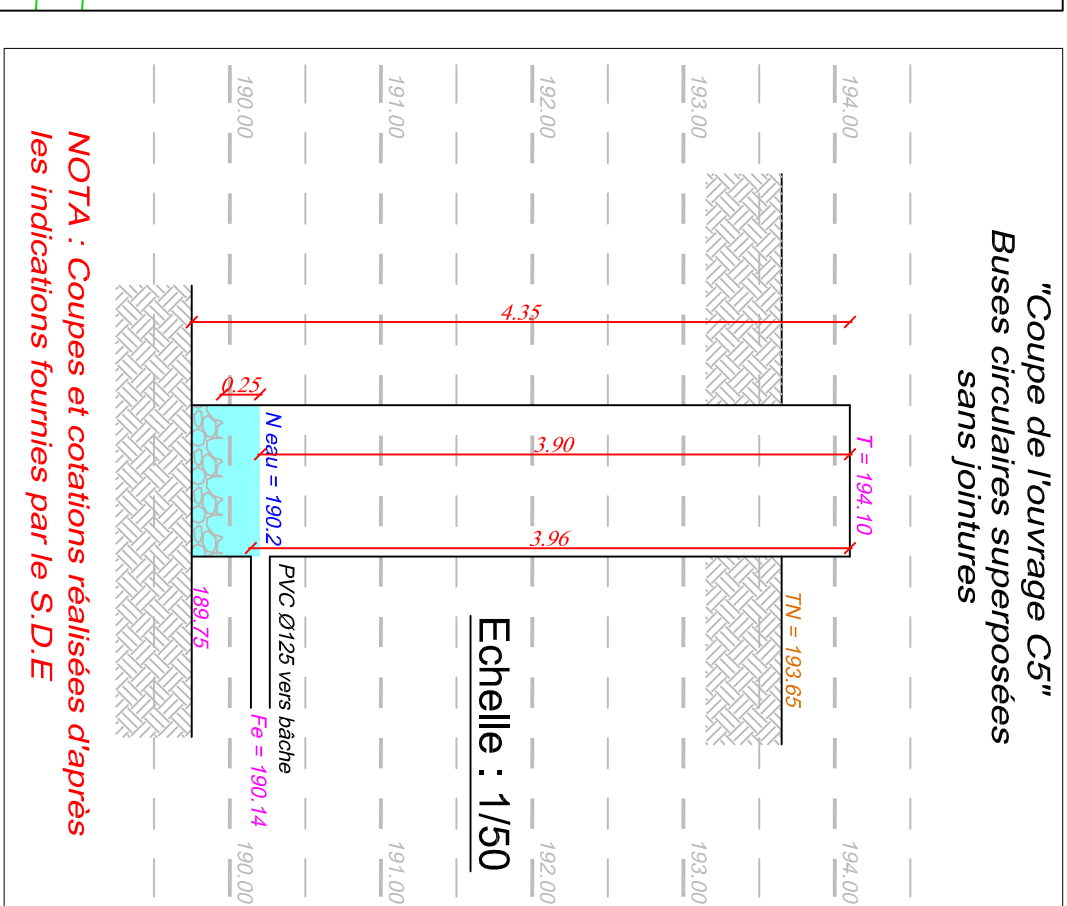 "Coupe de l'ouvrage C5"
Buses circulaires superposées
sans jointures
194.00
194.00
193.00
193.00
192.00
192.00
191.00
191.00
190.00
190.00
T = 194.10
TN = 193.65
4.35
3.90
3.96
0.25
N eau = 190.2
PVC Ø125 vers bâche
Fe = 190.14
189.75
Echelle : 1/50
NOTA : Coupes et cotations réalisées d'après
les indications fournies par le S.D.E